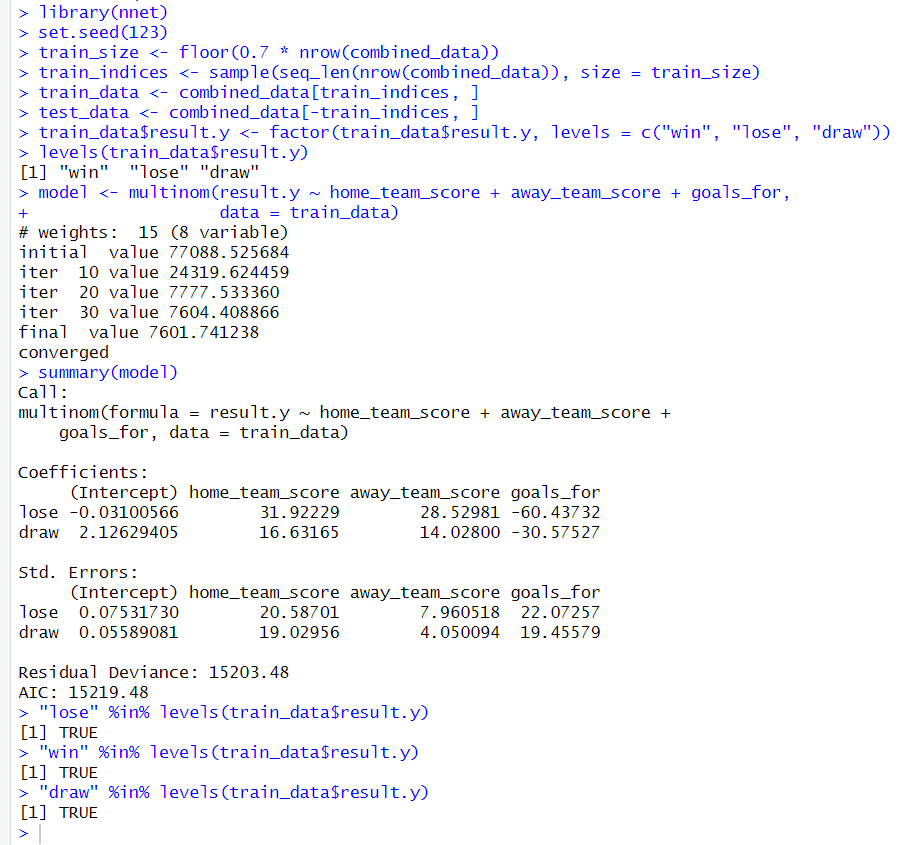 > library(nnet)
> set.seed(123)
> train_size <- floor(0.7 * nrow(combined_data))
> train_indices <- sample(seq_len(nrow(combined_data)), size = train_size)
> train_data <- combined_data[train_indices, ]
> test_data <- combined_data[-train_indices, ]
> train_data$result.y <- factor(train_data$result.y, levels = c("win", "lose", "draw"))
> levels(train_data$result.y)
[1] "win"  "lose" "draw"
> model <- multinom(result.y ~ home_team_score + away_team_score + goals_for,
+                   data = train_data)
# weights:  15 (8 variable)
initial  value 77088.525684
iter  10 value 24319.624459
iter  20 value 7777.533360
iter  30 value 7604.408866
final  value 7601.741238
converged
> summary(model)
Call:
multinom(formula = result.y ~ home_team_score + away_team_score +
    goals_for, data = train_data)

Coefficients:
     (Intercept) home_team_score away_team_score goals_for
lose -0.03100566        31.92229        28.52981 -60.43732
draw  2.12629405        16.63165        14.02800 -30.57527

Std. Errors:
     (Intercept) home_team_score away_team_score goals_for
lose  0.07531730        20.58701        7.960518  22.07257
draw  0.05589081        19.02956        4.050094  19.45579

Residual Deviance: 15203.48
AIC: 15219.48
> "lose" %in% levels(train_data$result.y)
[1] TRUE
> "win" %in% levels(train_data$result.y)
[1] TRUE
> "draw" %in% levels(train_data$result.y)
[1] TRUE
>